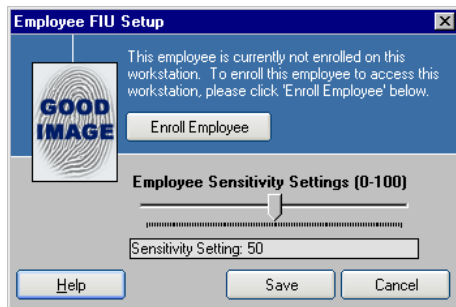 Employee FIU Setup
This employee is currently not enrolled on this
workstation. To enroll this employee to access this
workstation, please click 'Enroll Employee' below.
GOOD
IMAGE
Enroll Employee
Employee Sensitivity Settings (0-100)
Sensitivity Setting: 50
Help
Save
Cancel